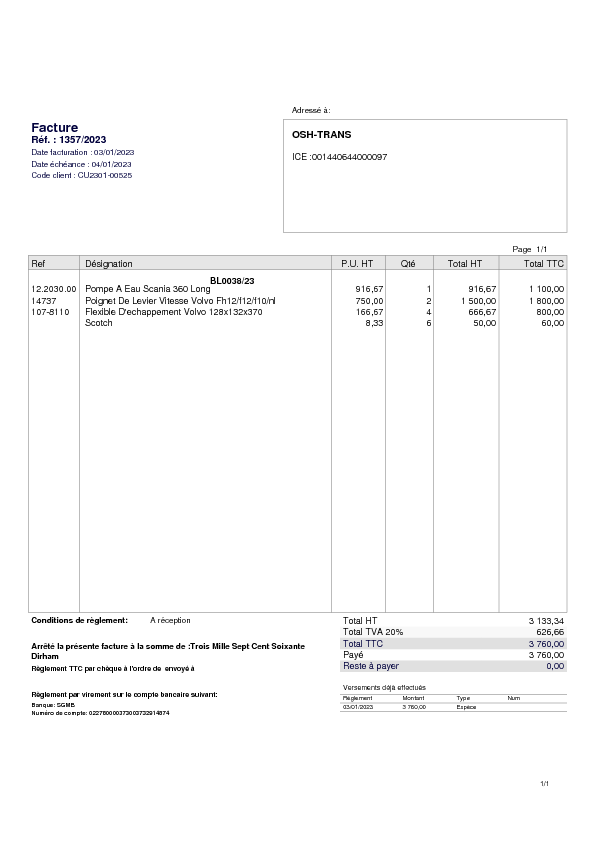 Adressé à:
Facture
Réf. : 1357/2023
Date facturation : 03/01/2023
Date échéance : 04/01/2023
Code client : CU2301-00525
OSH-TRANS
ICE :001440644000097
Page 1/1
Ref Désignation P.U. HT Qté Total HT Total TTC
BL0038/23
12.2030.00 Pompe A Eau Scania 360 Long 916,67 1 916,67 1 100,00
14737 Poignet De Levier Vitesse Volvo Fh12/f12/f10/nl 750,00 2 1 500,00 1 800,00
107-8110 Flexible D'echappement Volvo 128x132x370 166,67 4 666,67 800,00
Scotch 8,33 6 50,00 60,00
Conditions de règlement: A réception
Total HT 3 133,34
Total TVA 20% 626,66
Total TTC 3 760,00
Payé 3 760,00
Reste à payer 0,00
Arrêté la présente facture à la somme de :Trois Mille Sept Cent Soixante
Dirham
Règlement TTC par chèque à l'ordre de envoyé à
Règlement par virement sur le compte bancaire suivant:
Banque: SGMB
Numéro de compte:
Versements déjà effectués
Règlement Montant Type Num
03/01/2023 3 760,00 Espèce
1/1